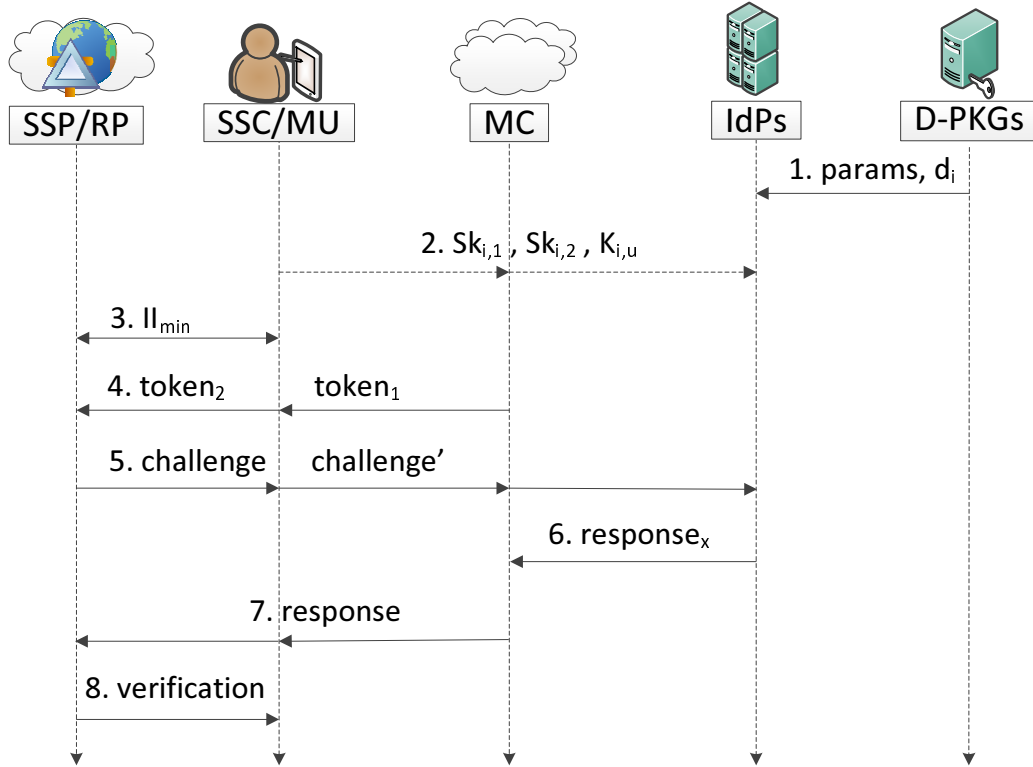 SSP/RP
SSC/MU
MC
IdPs
D-PKGs
1. params, dᵢ
2. Skᵢ,₁ , Skᵢ,₂ , Kᵢ,ᵤ
3. IIₘᵢₙ
4. token₂
token₁
5. challenge
challenge’
6. responseₓ
7. response
8. verification